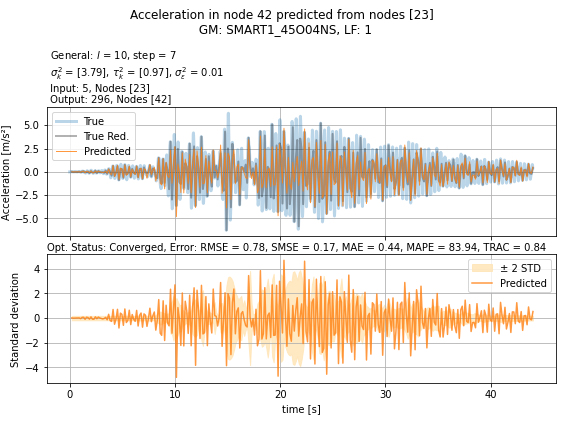 Acceleration in node 42 predicted from nodes [23]
GM: SMART1_45O04NS, LF: 1
General: l = 10, step = 7
σ²ₖ = [3.79], τ²ₖ = [0.97], σ²ε = 0.01
Input: 5, Nodes [23]
Output: 296, Nodes [42]
Acceleration [m/s²]
5.0
2.5
0.0
−2.5
−5.0
True
True Red.
Predicted
Opt. Status: Converged, Error: RMSE = 0.78, SMSE = 0.17, MAE = 0.44, MAPE = 83.94, TRAC = 0.84
Standard deviation
4
2
0
−2
−4
± 2 STD
Predicted
0 10 20 30 40
time [s]